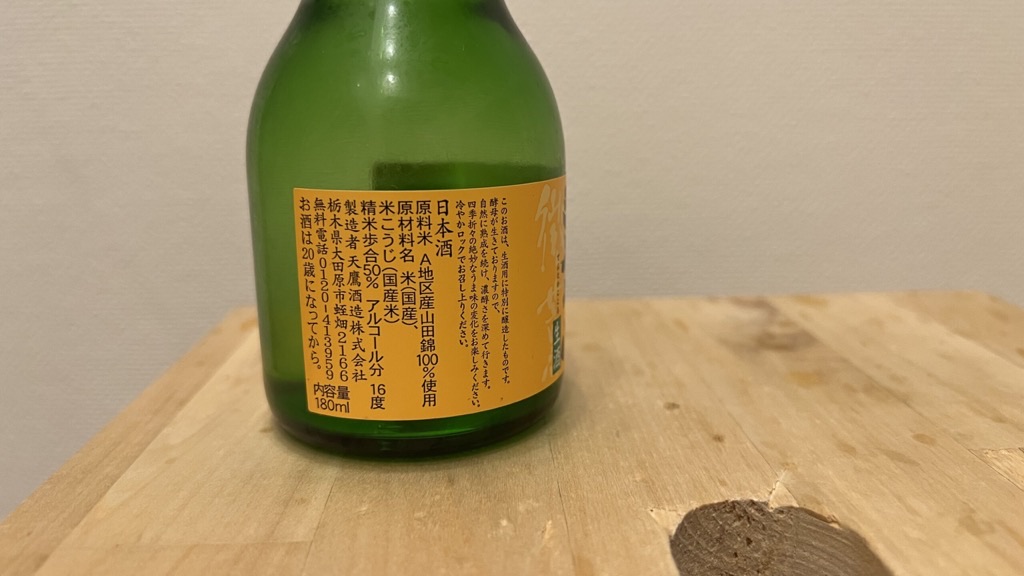 このお酒は、生酒用に特別に醸造したものです。
酵母が生きておりますので、
自然に熟成を続け、濃醇さを深めて行きます。
四季折々の絶妙なうま味の変化をお楽しみください。
冷やかロックでお召し上りください。
日本酒
原料米 A地区産山田錦100%使用
原材料名 米(国産)、
米こうじ(国産米)
精米歩合50% アルコール分 16度
製造者 天鷹酒造株式会社
栃木県大田原市蛭畑2166
無料電話0120-413959
お酒は20歳になってから。
内容量
180ml